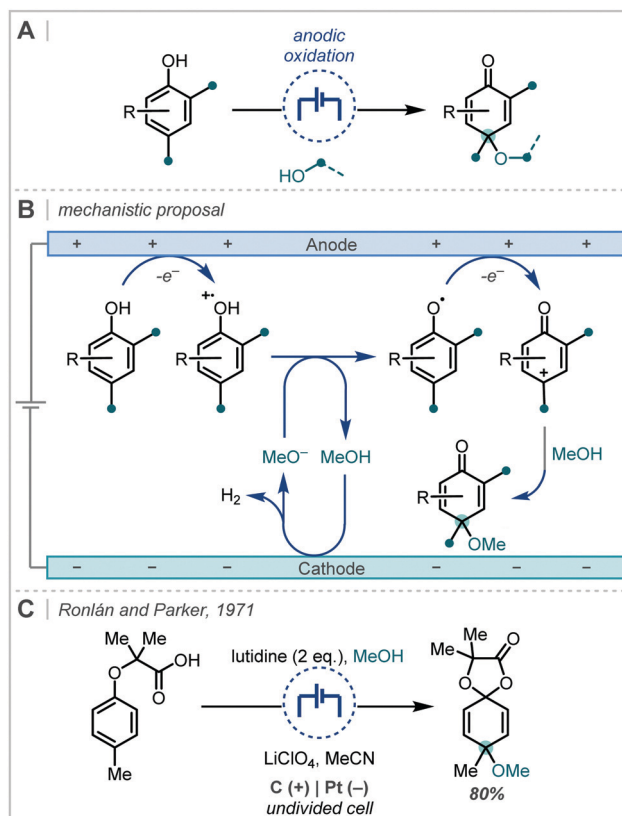 A
anodic
oxidation
OH
R
HO
O
R
O
B | mechanistic proposal
+ + + Anode + + +
-e⁻ -e⁻
OH
R
+•
OH
R
O•
R
O
R
+
MeO⁻ MeOH
MeOH
H₂
O
R
OMe
− − − Cathode − − −
C | Ronlán and Parker, 1971
Me Me
OH
O
O
Me
lutidine (2 eq.), MeOH
LiClO₄, MeCN
C (+) | Pt (–)
undivided cell
Me
Me
O
O
O
Me OMe
80%